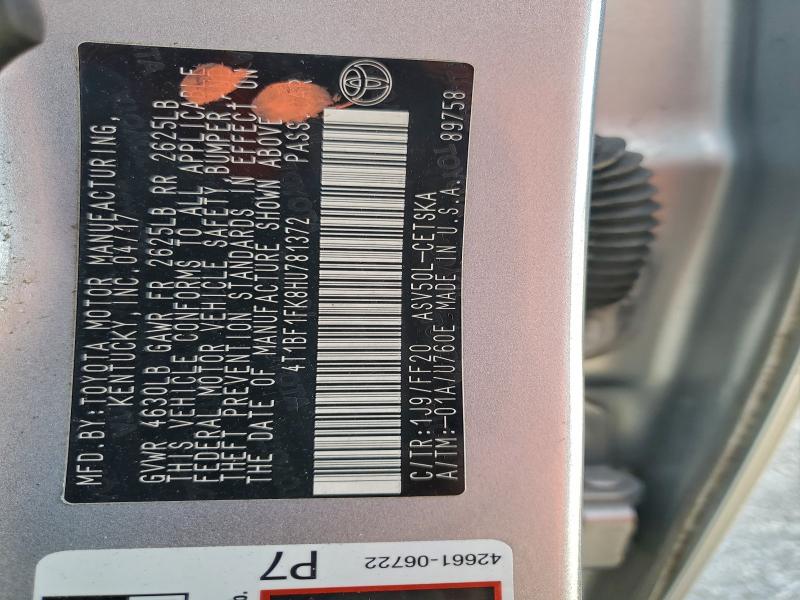 MFD. BY: TOYOTA MOTOR MANUFACTURING,
KENTUCKY, INC. 04/17
GVWR 4630LB GAWR FR 2625LB RR 2625LB
THIS VEHICLE CONFORMS TO ALL APPLICABLE
FEDERAL MOTOR VEHICLE SAFETY BUMPER
THEFT PREVENTION STANDARDS IN EFFECT ON
THE DATE OF MANUFACTURE SHOWN ABOVE
4T1BF1FK8HU781372 PASS
C/TR:1J9/FF20 ASV50L-CETSKA
A/TM:-01A/U760E MADE IN U.S.A. 89758
42661-06722
P7